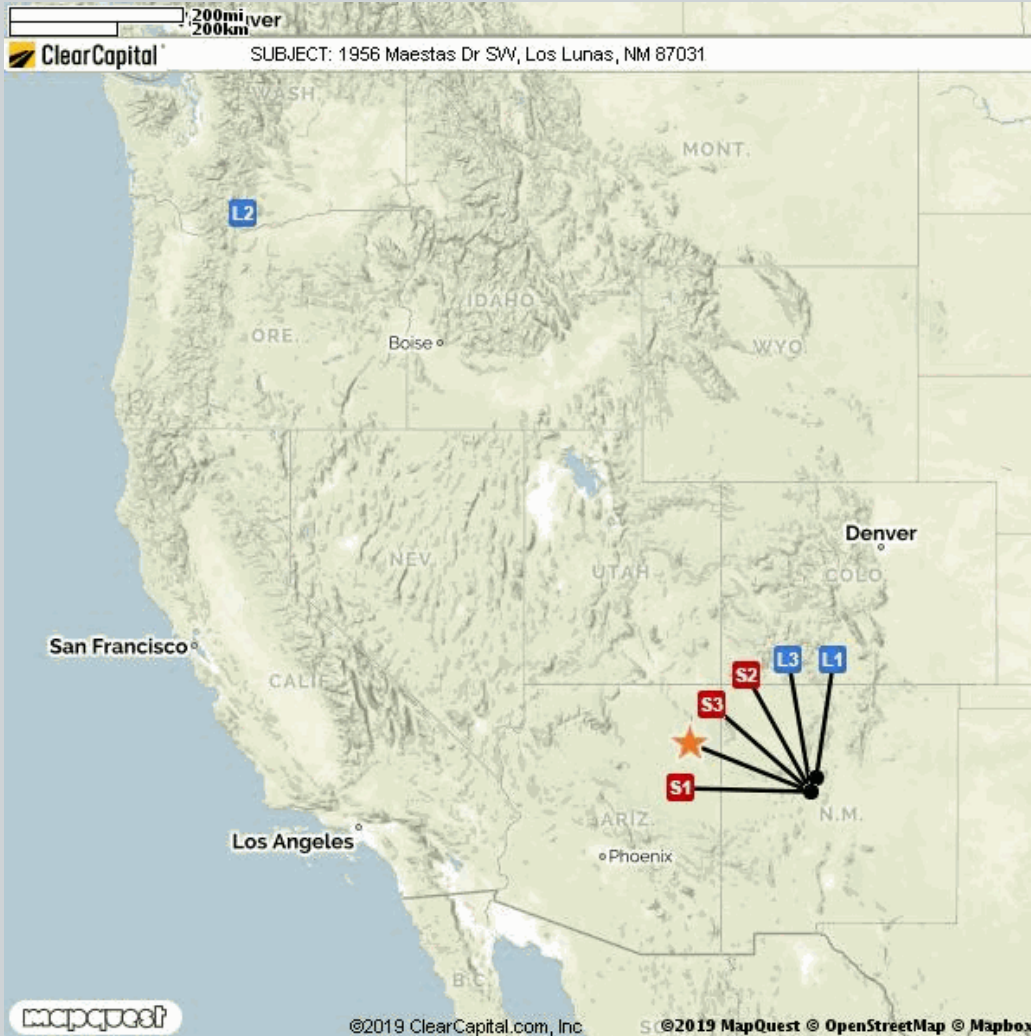 200mi
200km
ver
ClearCapital
SUBJECT: 1956 Maestas Dr SW, Los Lunas, NM 87031
WASH.
MONT.
L2
IDAHO
ORE.
Boise
WYO.
Denver
NEV.
UTAH
COLO.
San Francisco
L3
L1
S2
CALIF.
S3
S1
ARIZ.
N.M.
Los Angeles
Phoenix
B.C.
mapquest
©2019 ClearCapital.com, Inc
SO
©2019 MapQuest © OpenStreetMap © Mapbox